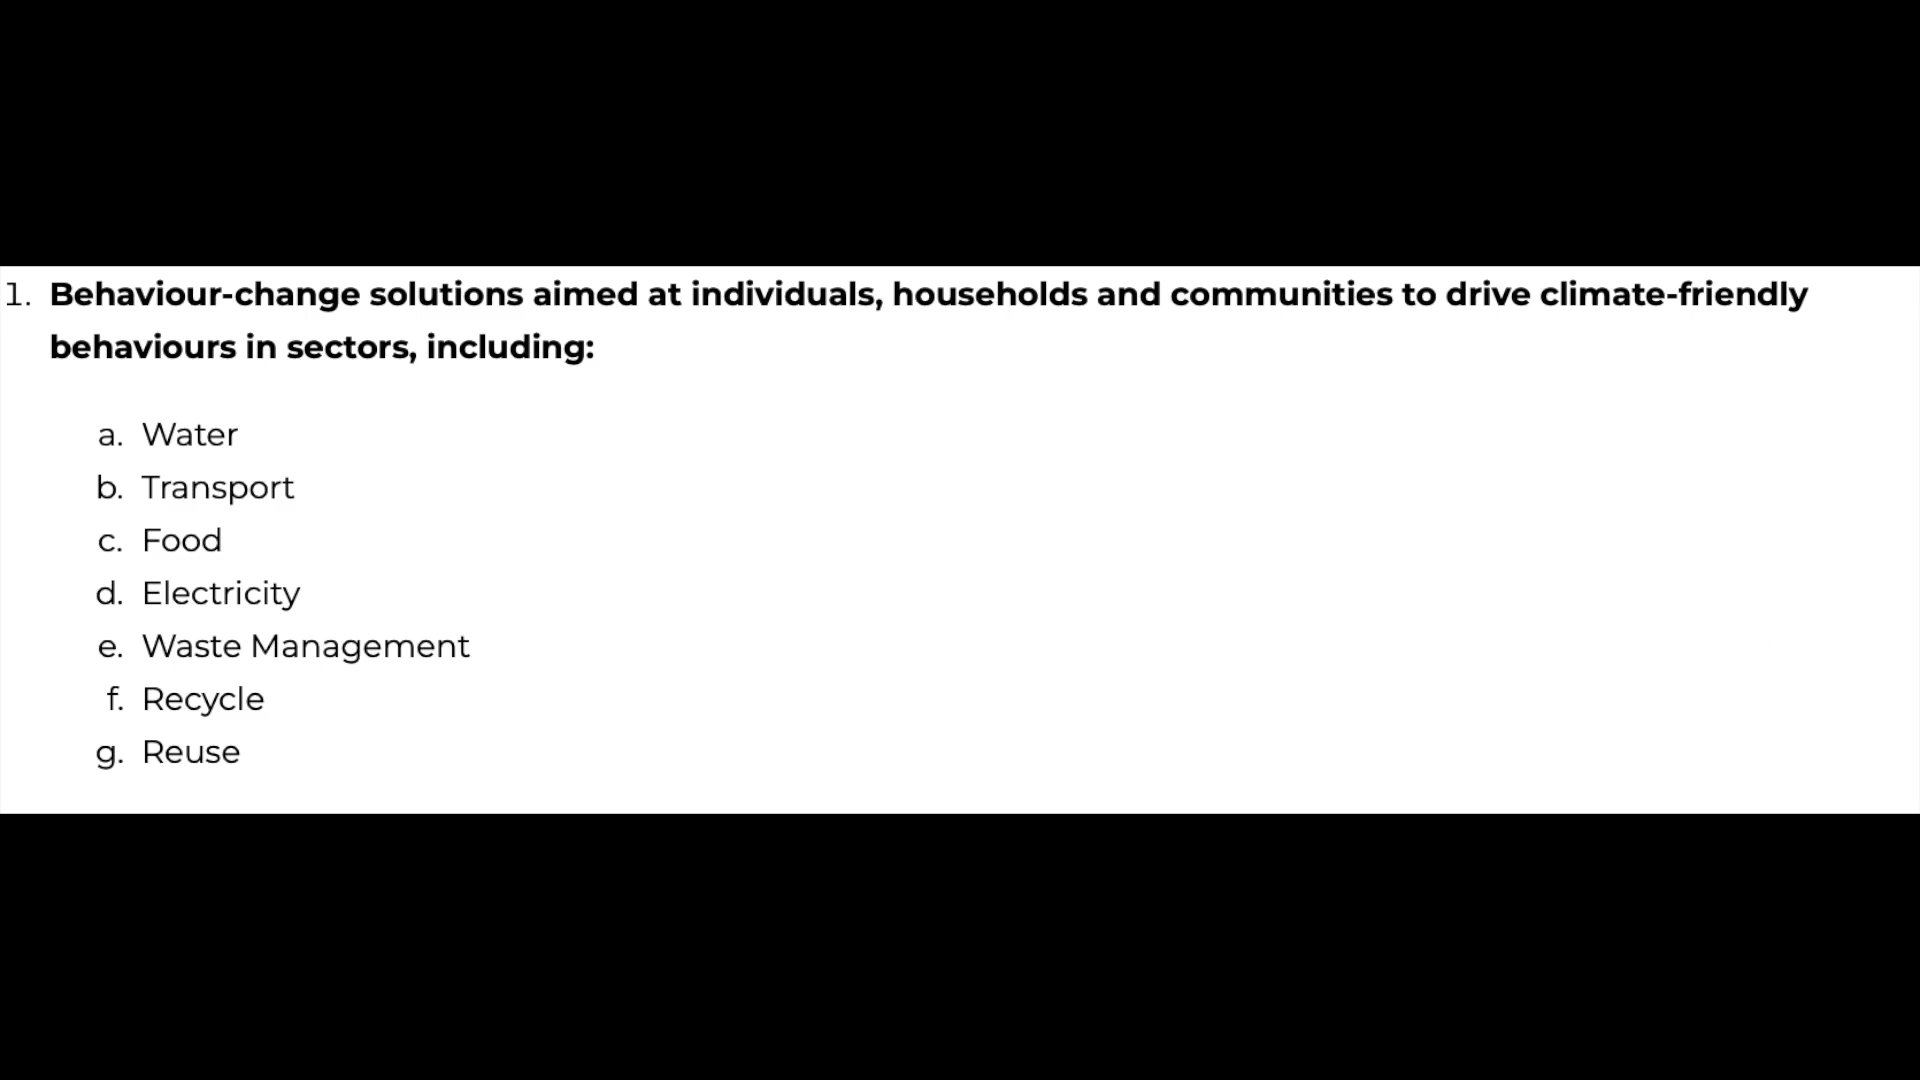 1. Behaviour-change solutions aimed at individuals, households and communities to drive climate-friendly
behaviours in sectors, including:
a. Water
b. Transport
c. Food
d. Electricity
e. Waste Management
f. Recycle
g. Reuse